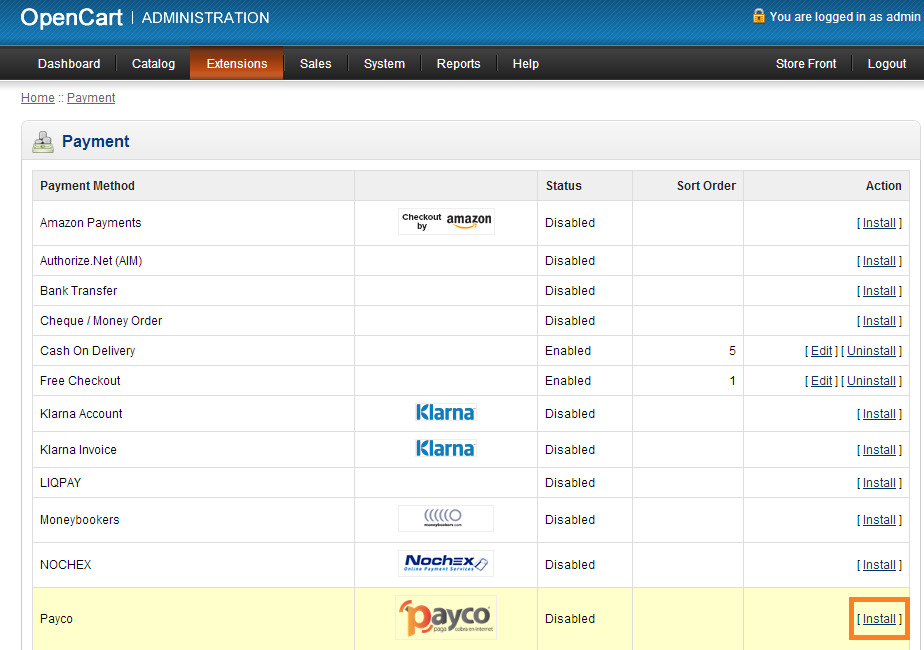 OpenCart | ADMINISTRATION You are logged in as admin
Dashboard Catalog Extensions Sales System Reports Help Store Front Logout
Home :: Payment
Payment
Payment Method Status Sort Order Action
Amazon Payments Checkout by amazon Disabled [ Install ]
Authorize.Net (AIM) Disabled [ Install ]
Bank Transfer Disabled [ Install ]
Cheque / Money Order Disabled [ Install ]
Cash On Delivery Enabled 5 [ Edit ] [ Uninstall ]
Free Checkout Enabled 1 [ Edit ] [ Uninstall ]
Klarna Account Klarna Disabled [ Install ]
Klarna Invoice Klarna Disabled [ Install ]
LIQPAY Disabled [ Install ]
Moneybookers moneybookers.com Disabled [ Install ]
NOCHEX Nochex Online Payment Services Disabled [ Install ]
Payco Payco paga cobra en internet Disabled [ Install ]